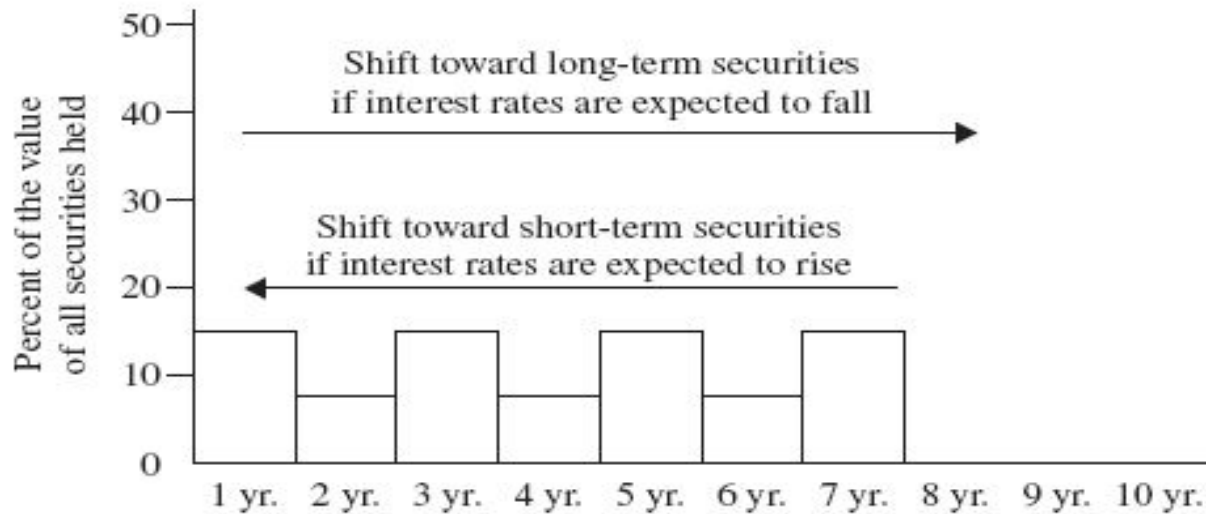 Percent of the value
of all securities held
50
40
30
20
10
0
Shift toward long-term securities
if interest rates are expected to fall
Shift toward short-term securities
if interest rates are expected to rise
1 yr. 2 yr. 3 yr. 4 yr. 5 yr. 6 yr. 7 yr. 8 yr. 9 yr. 10 yr.